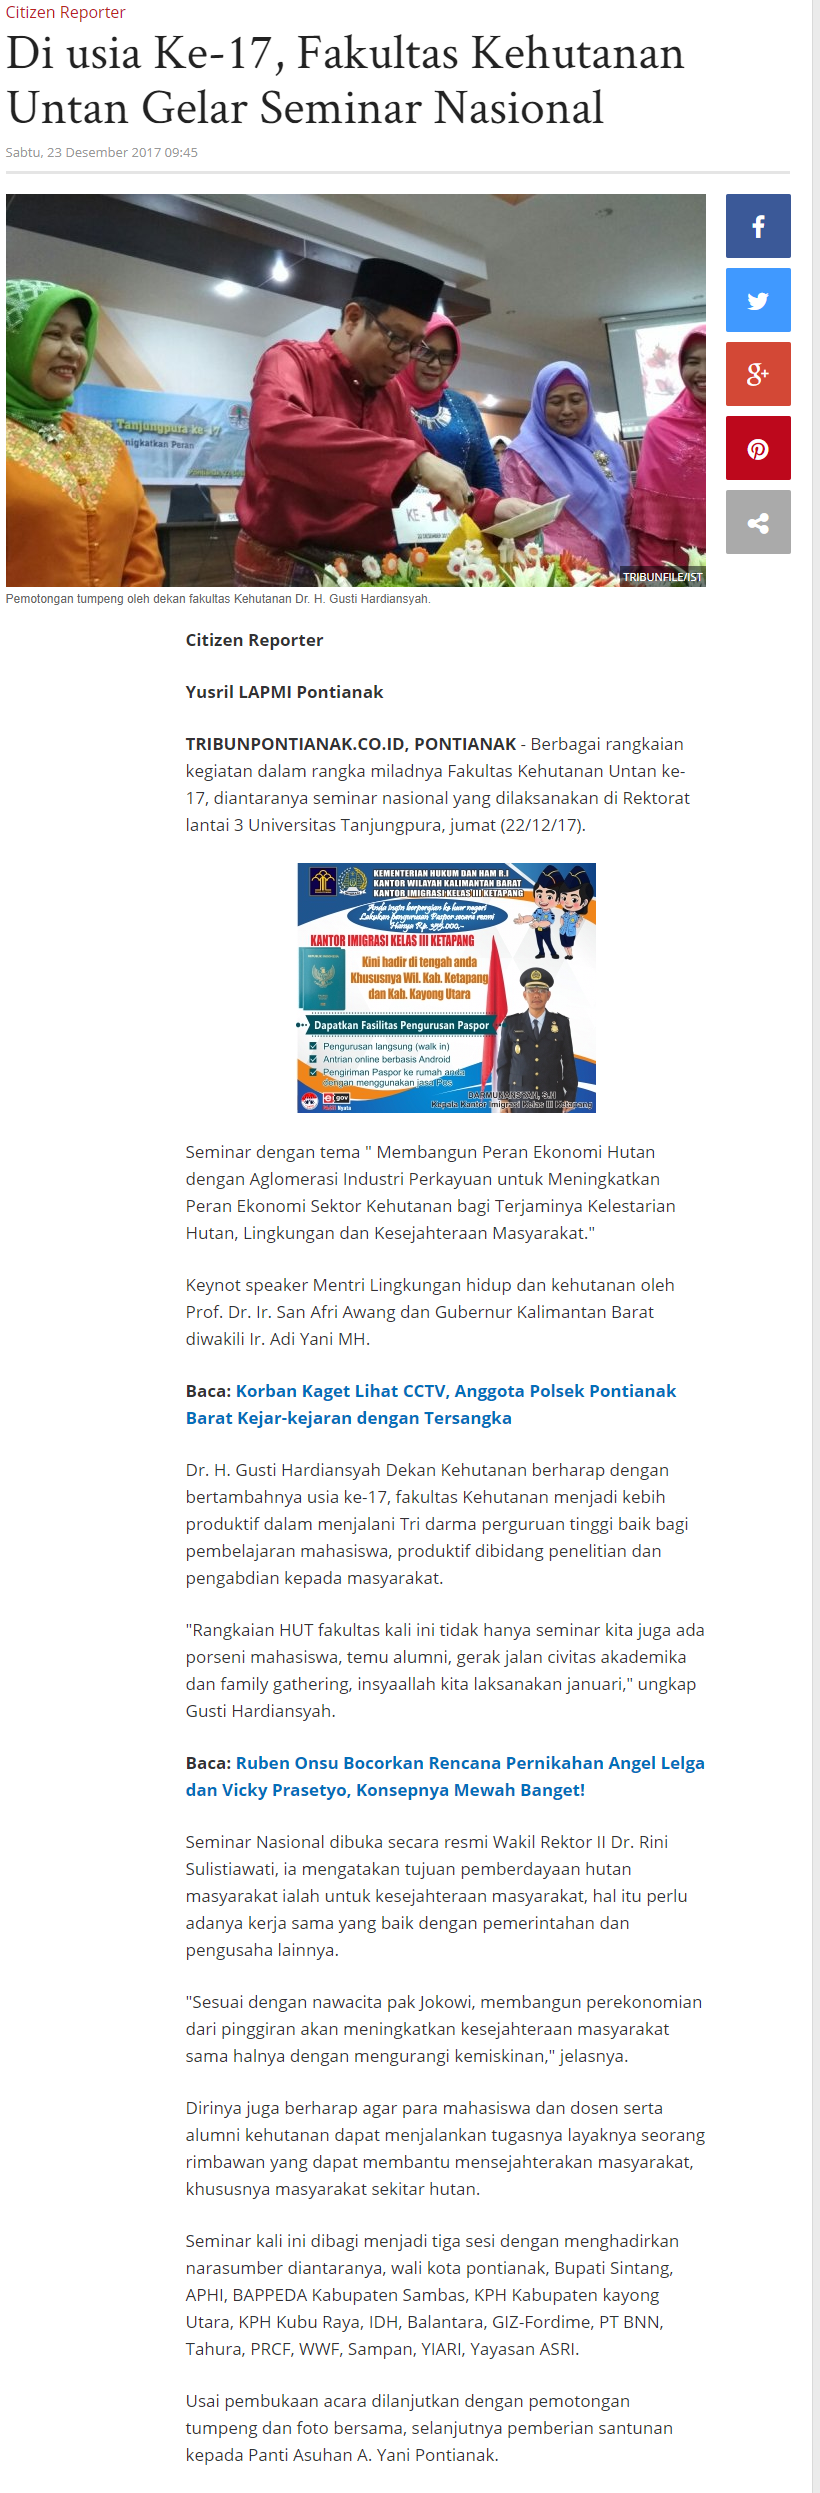 Citizen Reporter
Di usia Ke-17, Fakultas Kehutanan
Untan Gelar Seminar Nasional
Sabtu, 23 Desember 2017 09:45
Tanjungpura ke-17
nigkatkan Peran
KE-17
TRIBUNFILE/IST
Pemotongan tumpeng oleh dekan fakultas Kehutanan Dr. H. Gusti Hardiansyah.
Citizen Reporter
Yusril LAPMI Pontianak
TRIBUNPONTIANAK.CO.ID, PONTIANAK - Berbagai rangkaian
kegiatan dalam rangka miladnya Fakultas Kehutanan Untan ke-
17, diantaranya seminar nasional yang dilaksanakan di Rektorat
lantai 3 Universitas Tanjungpura, jumat (22/12/17).
KEMENTERIAN HUKUM DAN HAM R.I
KANTOR WILAYAH KALIMANTAN BARAT
KANTOR IMIGRASI KELAS III KETAPANG
Anda ingin berpergian ke luar negeri
Lakukan pengurusan Paspor secara resmi
Hanya Rp. 355.000,-
KANTOR IMIGRASI KELAS III KETAPANG
Kini hadir di tengah anda
Khususnya Wil. Kab. Ketapang
dan Kab. Kayong Utara
Dapatkan Fasilitas Pengurusan Paspor
Pengurusan langsung (walk in)
Antrian online berbasis Android
Pengiriman Paspor ke rumah anda
dengan menggunakan jasa Pos
DARMUNANSYAH, S.H
Kepala Kantor Imigrasi Kelas III Ketapang
Seminar dengan tema " Membangun Peran Ekonomi Hutan
dengan Aglomerasi Industri Perkayuan untuk Meningkatkan
Peran Ekonomi Sektor Kehutanan bagi Terjaminya Kelestarian
Hutan, Lingkungan dan Kesejahteraan Masyarakat."
Keynot speaker Mentri Lingkungan hidup dan kehutanan oleh
Prof. Dr. Ir. San Afri Awang dan Gubernur Kalimantan Barat
diwakili Ir. Adi Yani MH.
Baca: Korban Kaget Lihat CCTV, Anggota Polsek Pontianak
Barat Kejar-kejaran dengan Tersangka
Dr. H. Gusti Hardiansyah Dekan Kehutanan berharap dengan
bertambahnya usia ke-17, fakultas Kehutanan menjadi kebih
produktif dalam menjalani Tri darma perguruan tinggi baik bagi
pembelajaran mahasiswa, produktif dibidang penelitian dan
pengabdian kepada masyarakat.
"Rangkaian HUT fakultas kali ini tidak hanya seminar kita juga ada
porseni mahasiswa, temu alumni, gerak jalan civitas akademika
dan family gathering, insyaallah kita laksanakan januari," ungkap
Gusti Hardiansyah.
Baca: Ruben Onsu Bocorkan Rencana Pernikahan Angel Lelga
dan Vicky Prasetyo, Konsepnya Mewah Banget!
Seminar Nasional dibuka secara resmi Wakil Rektor II Dr. Rini
Sulistiawati, ia mengatakan tujuan pemberdayaan hutan
masyarakat ialah untuk kesejahteraan masyarakat, hal itu perlu
adanya kerja sama yang baik dengan pemerintahan dan
pengusaha lainnya.
"Sesuai dengan nawacita pak Jokowi, membangun perekonomian
dari pinggiran akan meningkatkan kesejahteraan masyarakat
sama halnya dengan mengurangi kemiskinan," jelasnya.
Dirinya juga berharap agar para mahasiswa dan dosen serta
alumni kehutanan dapat menjalankan tugasnya layaknya seorang
rimbawan yang dapat membantu mensejahterakan masyarakat,
khususnya masyarakat sekitar hutan.
Seminar kali ini dibagi menjadi tiga sesi dengan menghadirkan
narasumber diantaranya, wali kota pontianak, Bupati Sintang,
APHI, BAPPEDA Kabupaten Sambas, KPH Kabupaten kayong
Utara, KPH Kubu Raya, IDH, Balantara, GIZ-Fordime, PT BNN,
Tahura, PRCF, WWF, Sampan, YIARI, Yayasan ASRI.
Usai pembukaan acara dilanjutkan dengan pemotongan
tumpeng dan foto bersama, selanjutnya pemberian santunan
kepada Panti Asuhan A. Yani Pontianak.